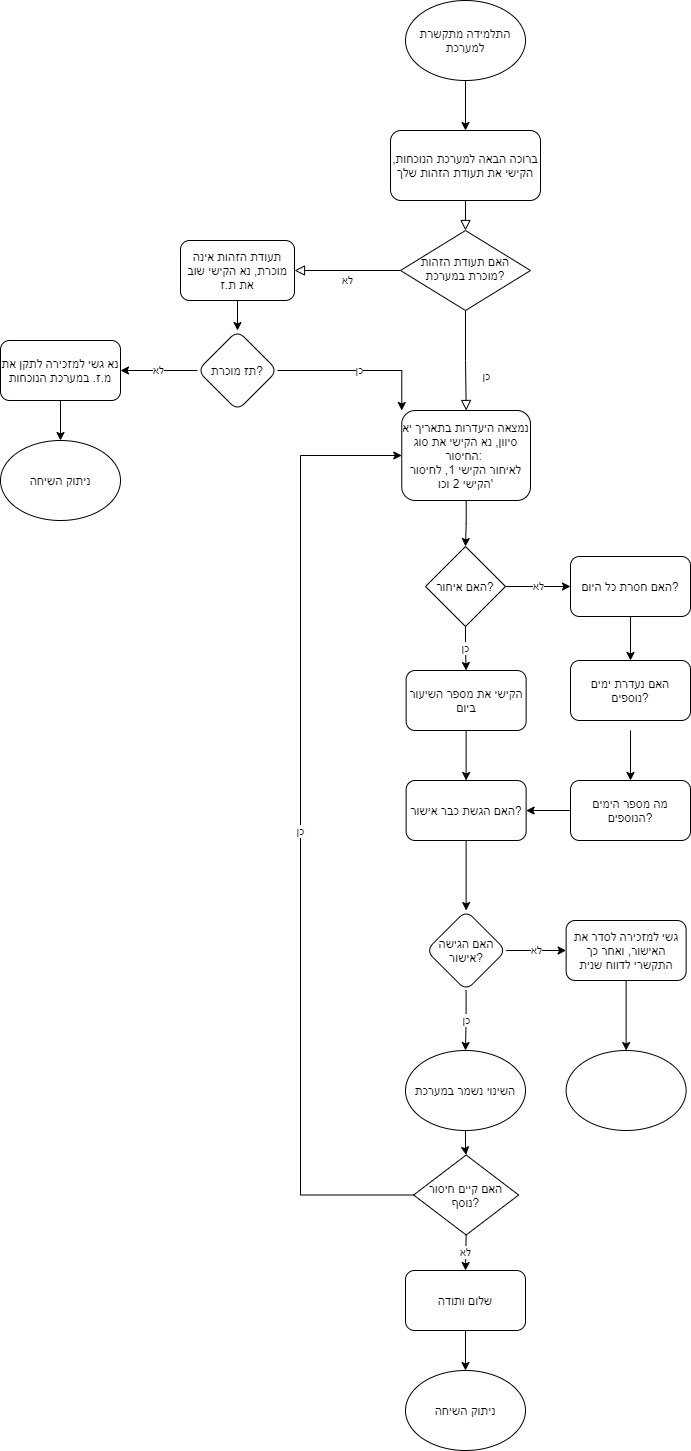 התלמידה מתקשרת
למערכת
ברוכה הבאה למערכת הנוכחות,
הקישי את תעודת הזהות שלך
האם תעודת הזהות
מוכרת במערכת?
לא
תעודת הזהות אינה
מוכרת, נא הקישי שוב
את ת.ז
תז מוכרת?
לא
כן
כן
נא גשי למזכירה לתקן את
מ.ז. במערכת הנוכחות
ניתוק השיחה
נמצאה היעדרות בתאריך יא
סיוון, נא הקישי את סוג
החיסור:
לאיחור הקישי 1, לחיסור
הקישי 2 וכו'
האם איחור?
לא
האם חסרת כל היום?
כן
הקישי את מספר השיעור
ביום
האם נעדרת ימים
נוספים?
מה מספר הימים
הנוספים?
האם הגשת כבר אישור?
כן
האם הגישה
אישור?
לא
גשי למזכירה לסדר את
האישור, ואחר כך
התקשרי לדווח שנית
כן
השינוי נשמר במערכת
האם קיים חיסור
נוסף?
לא
שלום ותודה
ניתוק השיחה